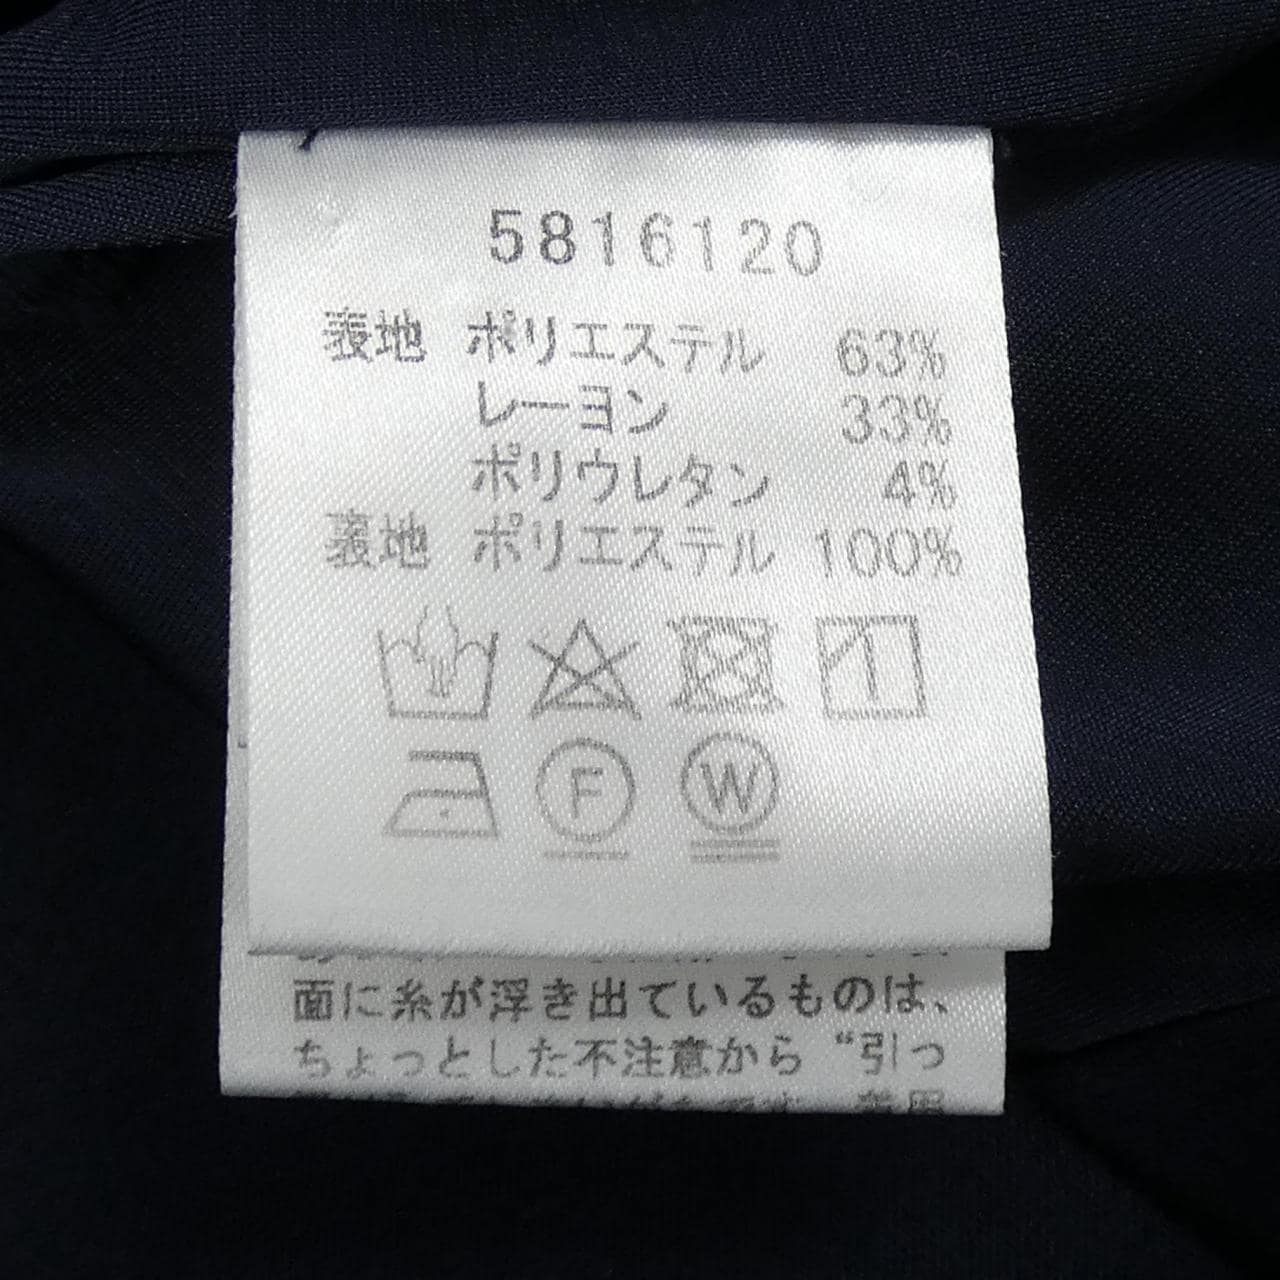 5816120
表地 ポリエステル 63%
レーヨン 33%
ポリウレタン 4%
裏地 ポリエステル 100%
F W
面に糸が浮き出ているものは、
ちょっとした不注意から “引っ